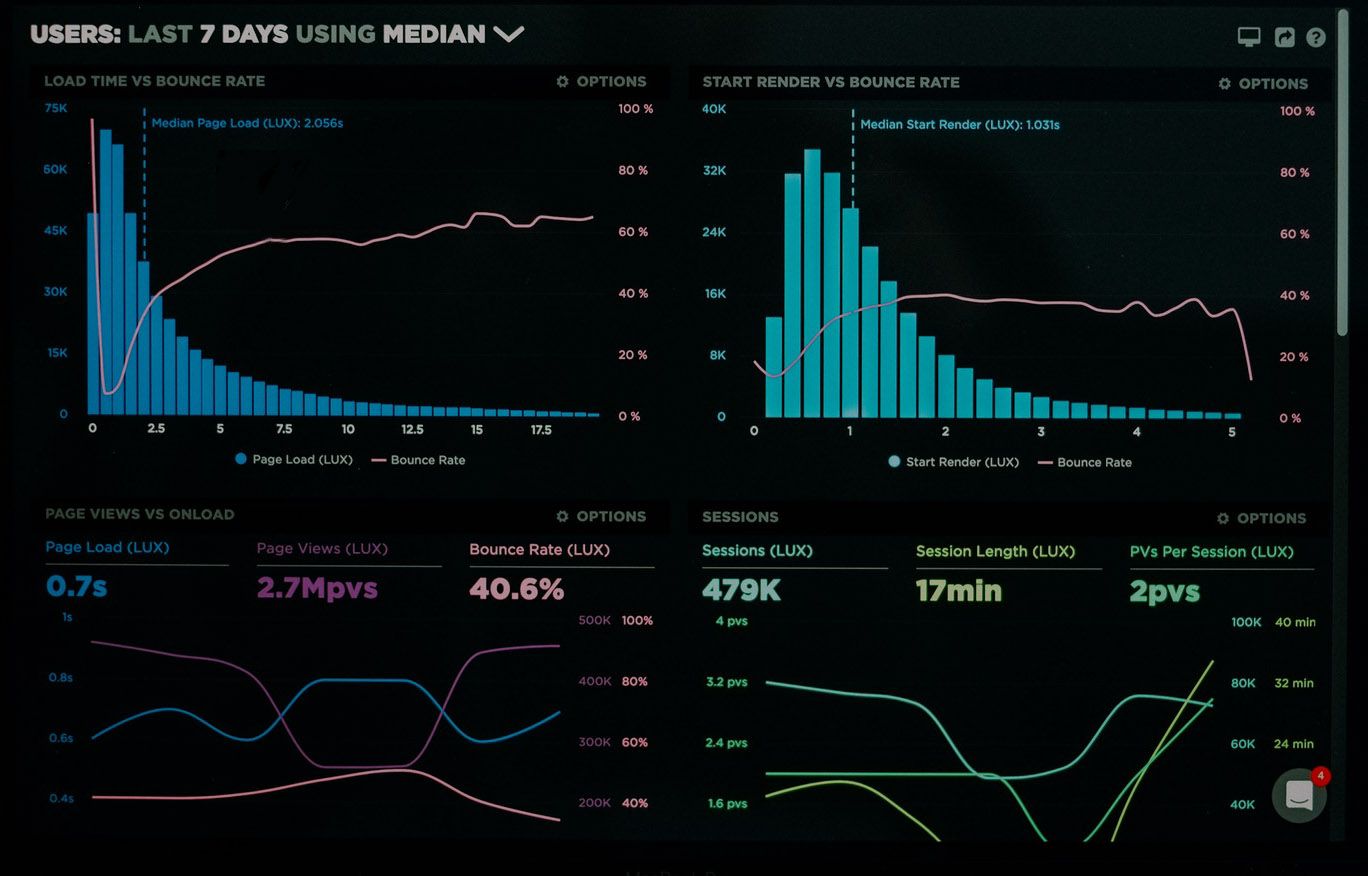 USERS: LAST 7 DAYS USING MEDIAN
LOAD TIME VS BOUNCE RATE
OPTIONS
75K
60K
45K
30K
15K
0
Median Page Load (LUX): 2.056s
100 %
80 %
60 %
40 %
20 %
0 %
0 2.5 5 7.5 10 12.5 15 17.5
Page Load (LUX) Bounce Rate
START RENDER VS BOUNCE RATE
OPTIONS
40K
32K
24K
16K
8K
0
Median Start Render (LUX): 1.031s
100 %
80 %
60 %
40 %
20 %
0 %
0 1 2 3 4 5
Start Render (LUX) Bounce Rate
PAGE VIEWS VS ONLOAD
OPTIONS
Page Load (LUX) Page Views (LUX) Bounce Rate (LUX)
0.7s 2.7Mpvs 40.6%
1s
0.8s
0.6s
0.4s
500K 100%
400K 80%
300K 60%
200K 40%
SESSIONS
OPTIONS
Sessions (LUX) Session Length (LUX) PVs Per Session (LUX)
479K 17min 2pvs
4 pvs
3.2 pvs
2.4 pvs
1.6 pvs
100K 40 min
80K 32 min
60K 24 min
40K
4